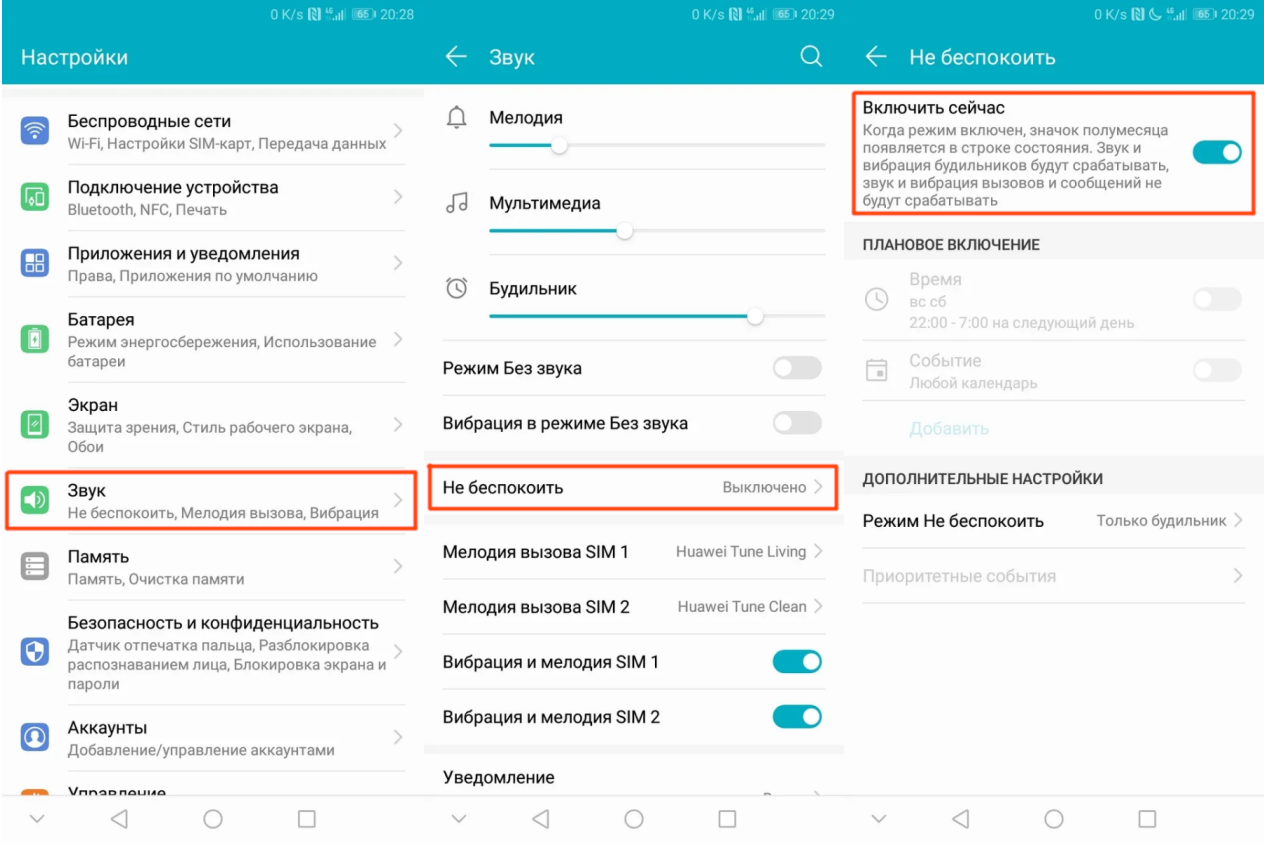 0 K/s 46 65 20:28
Настройки
Беспроводные сети
Wi-Fi, Настройки SIM-карт, Передача данных
Подключение устройства
Bluetooth, NFC, Печать
Приложения и уведомления
Права, Приложения по умолчанию
Батарея
Режим энергосбережения, Использование
батареи
Экран
Защита зрения, Стиль рабочего экрана,
Обои
Звук
Не беспокоить, Мелодия вызова, Вибрация
Память
Память, Очистка памяти
Безопасность и конфиденциальность
Датчик отпечатка пальца, Разблокировка
распознаванием лица, Блокировка экрана и
пароли
Аккаунты
Добавление/управление аккаунтами
Управление
0 K/s 46 65 20:29
Звук
Мелодия
Мультимедиа
Будильник
Режим Без звука
Вибрация в режиме Без звука
Не беспокоить Выключено
Мелодия вызова SIM 1 Huawei Tune Living
Мелодия вызова SIM 2 Huawei Tune Clean
Вибрация и мелодия SIM 1
Вибрация и мелодия SIM 2
Уведомление
0 K/s 46 65 20:29
Не беспокоить
Включить сейчас
Когда режим включен, значок полумесяца
появляется в строке состояния. Звук и
вибрация будильников будут срабатывать,
звук и вибрация вызовов и сообщений не
будут срабатывать
ПЛАНОВОЕ ВКЛЮЧЕНИЕ
Время
вс сб
22:00 - 7:00 на следующий день
Событие
Любой календарь
Добавить
ДОПОЛНИТЕЛЬНЫЕ НАСТРОЙКИ
Режим Не беспокоить Только будильник
Приоритетные события